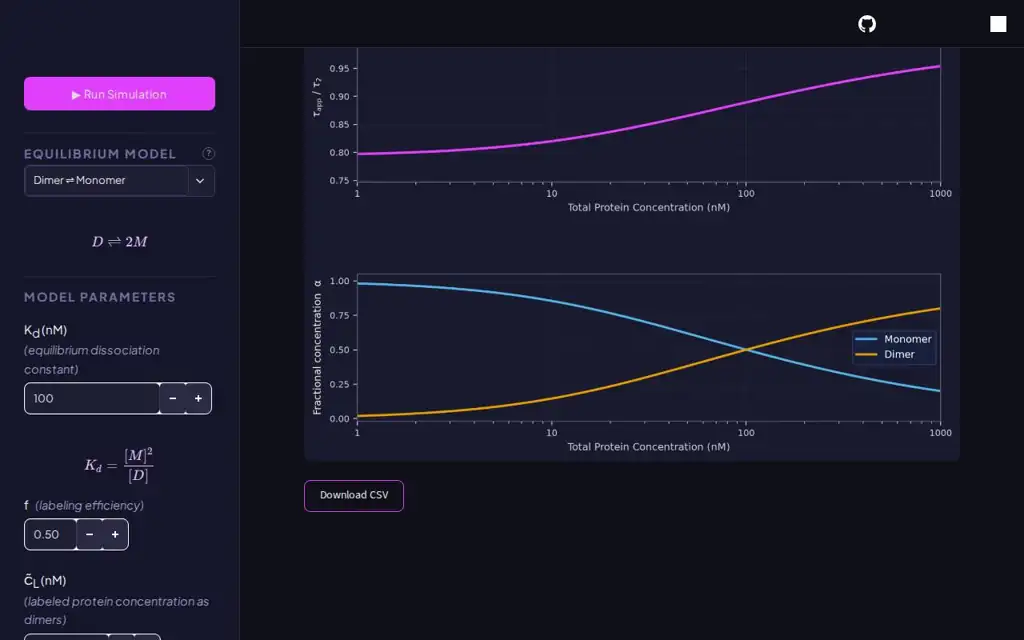 ▶ Run Simulation
EQUILIBRIUM MODEL ?
Dimer⇌Monomer
D ⇌ 2M
MODEL PARAMETERS
Kd (nM)
(equilibrium dissociation
constant)
100 − +
Kd = [M]² / [D]
f (labeling efficiency)
0.50 − +
C̃L (nM)
(labeled protein concentration as
dimers)
τapp / τ2
0.95
0.90
0.85
0.80
0.75
1 10 100 1000
Total Protein Concentration (nM)
Fractional concentration α
1.00
0.75
0.50
0.25
0.00
Monomer
Dimer
1 10 100 1000
Total Protein Concentration (nM)
Download CSV